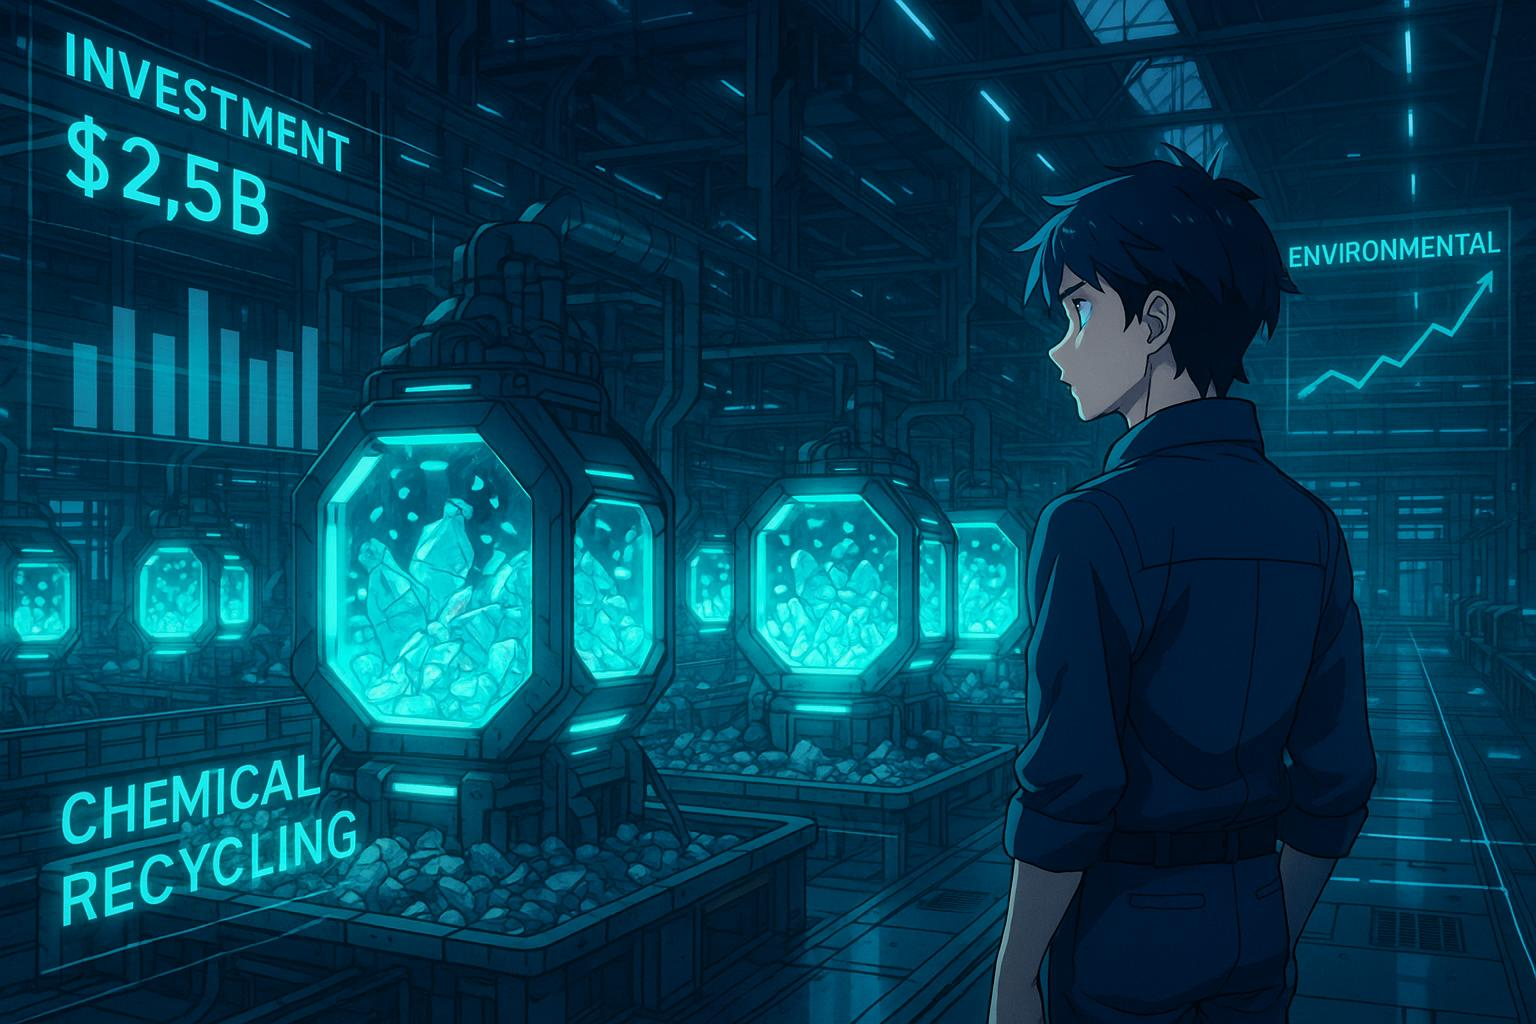 INVESTMENT
$2,5B
ENVIRONMENTAL
CHEMICAL
RECYCLING